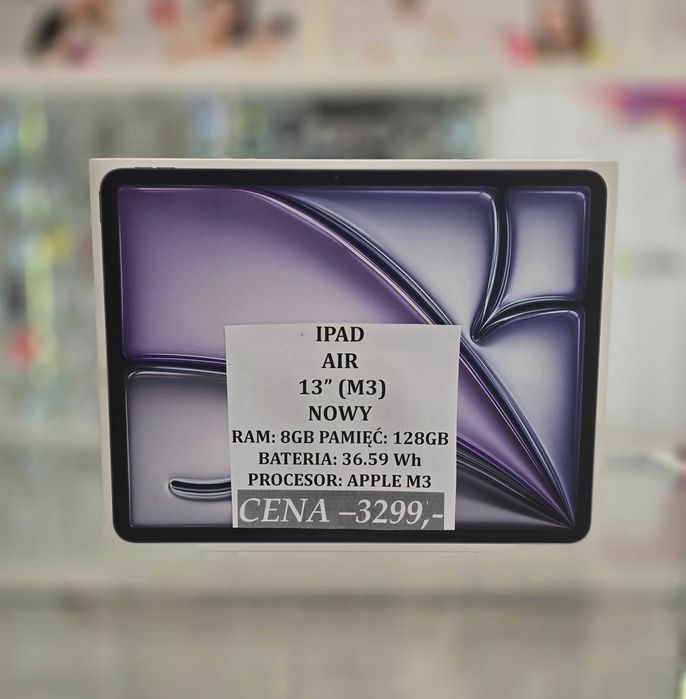 IPAD
AIR
13” (M3)
NOWY
RAM: 8GB PAMIĘĆ: 128GB
BATERIA: 36.59 Wh
PROCESOR: APPLE M3
CENA –3299,-